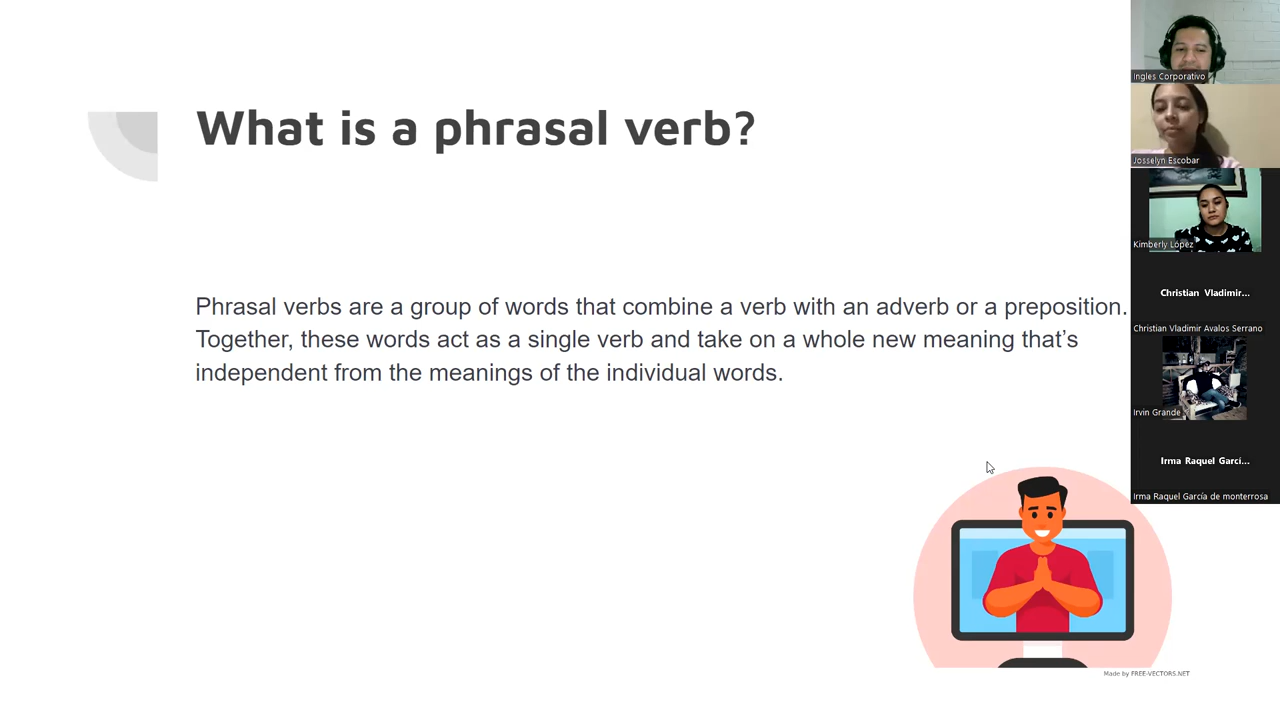 What is a phrasal verb?
Phrasal verbs are a group of words that combine a verb with an adverb or a preposition.
Together, these words act as a single verb and take on a whole new meaning that’s
independent from the meanings of the individual words.
Made by FREE-VECTORS.NET
Ingles Corporativo
Josselyn Escobar
Kimberly López
Christian Vladimir...
Christian Vladimir Avalos Serrano
Irvin Grande
Irma Raquel Garcí...
Irma Raquel García de monterrosa